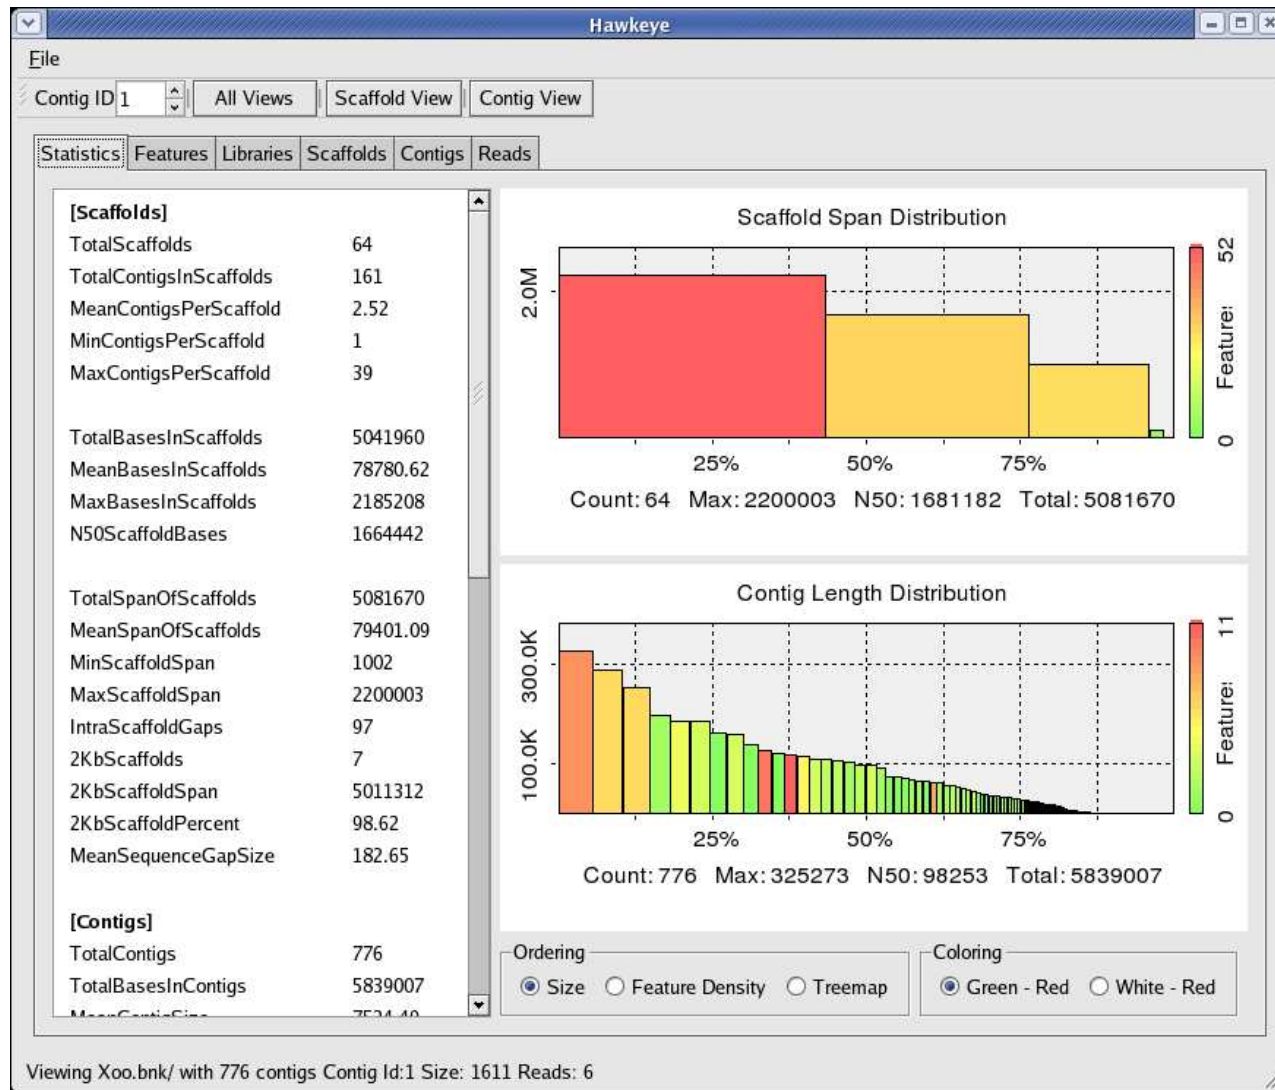 Hawkeye
File
Contig ID 1 All Views Scaffold View Contig View
Statistics Features Libraries Scaffolds Contigs Reads
[Scaffolds]
TotalScaffolds 64
TotalContigsInScaffolds 161
MeanContigsPerScaffold 2.52
MinContigsPerScaffold 1
MaxContigsPerScaffold 39
TotalBasesInScaffolds 5041960
MeanBasesInScaffolds 78780.62
MaxBasesInScaffolds 2185208
N50ScaffoldBases 1664442
TotalSpanOfScaffolds 5081670
MeanSpanOfScaffolds 79401.09
MinScaffoldSpan 1002
MaxScaffoldSpan 2200003
IntraScaffoldGaps 97
2KbScaffolds 7
2KbScaffoldSpan 5011312
2KbScaffoldPercent 98.62
MeanSequenceGapSize 182.65
[Contigs]
TotalContigs 776
TotalBasesInContigs 5839007
MeanContigSize 7524.49
Scaffold Span Distribution
2.0M
52
Feature
0
25% 50% 75%
Count: 64 Max: 2200003 N50: 1681182 Total: 5081670
Contig Length Distribution
300.0K
100.0K
11
Feature
0
25% 50% 75%
Count: 776 Max: 325273 N50: 98253 Total: 5839007
Ordering
Size Feature Density Treemap
Coloring
Green - Red White - Red
Viewing Xoo.bnk/ with 776 contigs Contig Id:1 Size: 1611 Reads: 6